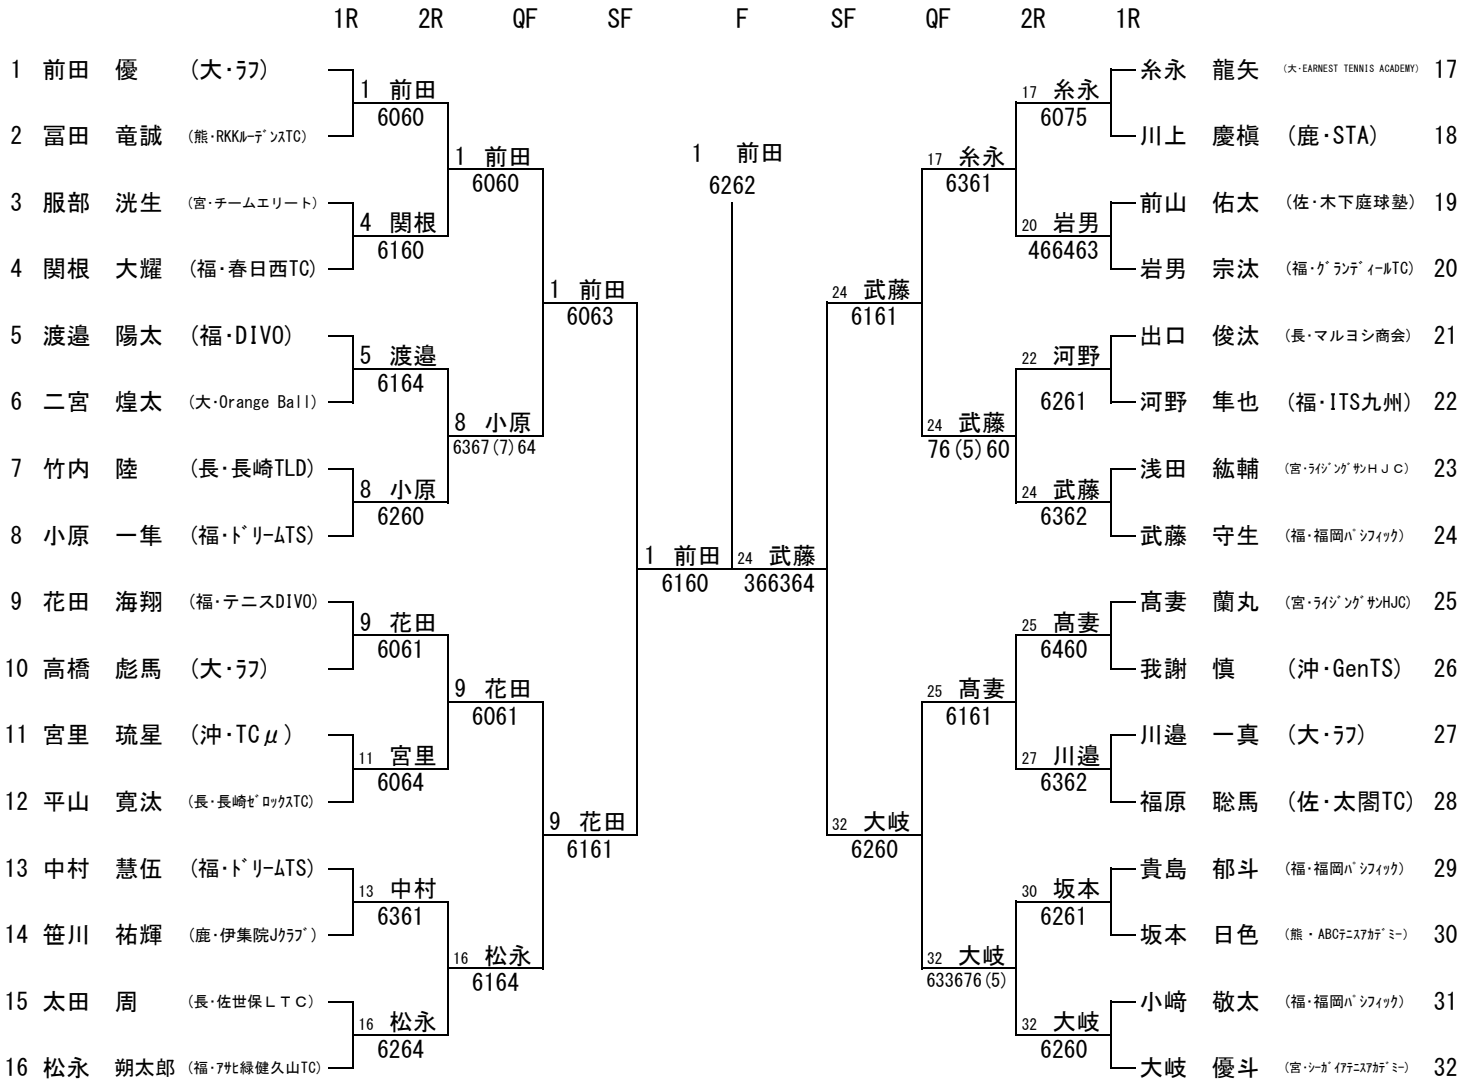 1R 2R QF SF F SF QF 2R 1R
1 前田 優 (大・ラフ)
2 冨田 竜誠 (熊・RKKルーデンスTC)
3 服部 洸生 (宮・チームエリート)
4 関根 大耀 (福・春日西TC)
5 渡邉 陽太 (福・DIVO)
6 二宮 煌太 (大・Orange Ball)
7 竹内 陸 (長・長崎TLD)
8 小原 一隼 (福・ドリームTS)
9 花田 海翔 (福・テニスDIVO)
10 高橋 彪馬 (大・ラフ)
11 宮里 琉星 (沖・TCμ)
12 平山 寛汰 (長・長崎ゼロックスTC)
13 中村 慧伍 (福・ドリームTS)
14 笹川 祐輝 (鹿・伊集院Jクラブ)
15 太田 周 (長・佐世保LTC)
16 松永 朔太郎 (福・アサヒ緑健久山TC)
1 前田
6060
4 関根
6160
5 渡邉
6164
8 小原
6260
9 花田
6061
11 宮里
6064
13 中村
6361
16 松永
6264
1 前田
6060
8 小原
6367(7)64
9 花田
6061
16 松永
6164
1 前田
6063
9 花田
6161
1 前田
6160
1 前田
6262
24 武藤
366364
24 武藤
6161
32 大岐
6260
17 糸永
6361
24 武藤
76(5)60
25 髙妻
6161
32 大岐
633676(5)
17 糸永
6075
20 岩男
466463
22 河野
6261
24 武藤
6362
25 髙妻
6460
27 川邉
6362
30 坂本
6261
32 大岐
6260
糸永 龍矢 (大・EARNEST TENNIS ACADEMY) 17
川上 慶槇 (鹿・STA) 18
前山 佑太 (佐・木下庭球塾) 19
岩男 宗汰 (福・グランディールTC) 20
出口 俊汰 (長・マルヨシ商会) 21
河野 隼也 (福・ITS九州) 22
浅田 紘輔 (宮・ライジングサンHJC) 23
武藤 守生 (福・福岡パシフィック) 24
髙妻 蘭丸 (宮・ライジングサンHJC) 25
我謝 慎 (沖・GenTS) 26
川邉 一真 (大・ラフ) 27
福原 聡馬 (佐・太閤TC) 28
貴島 郁斗 (福・福岡パシフィック) 29
坂本 日色 (熊・ABCテニスアカデミー) 30
小﨑 敬太 (福・福岡パシフィック) 31
大岐 優斗 (宮・シーガイアテニスアカデミー) 32